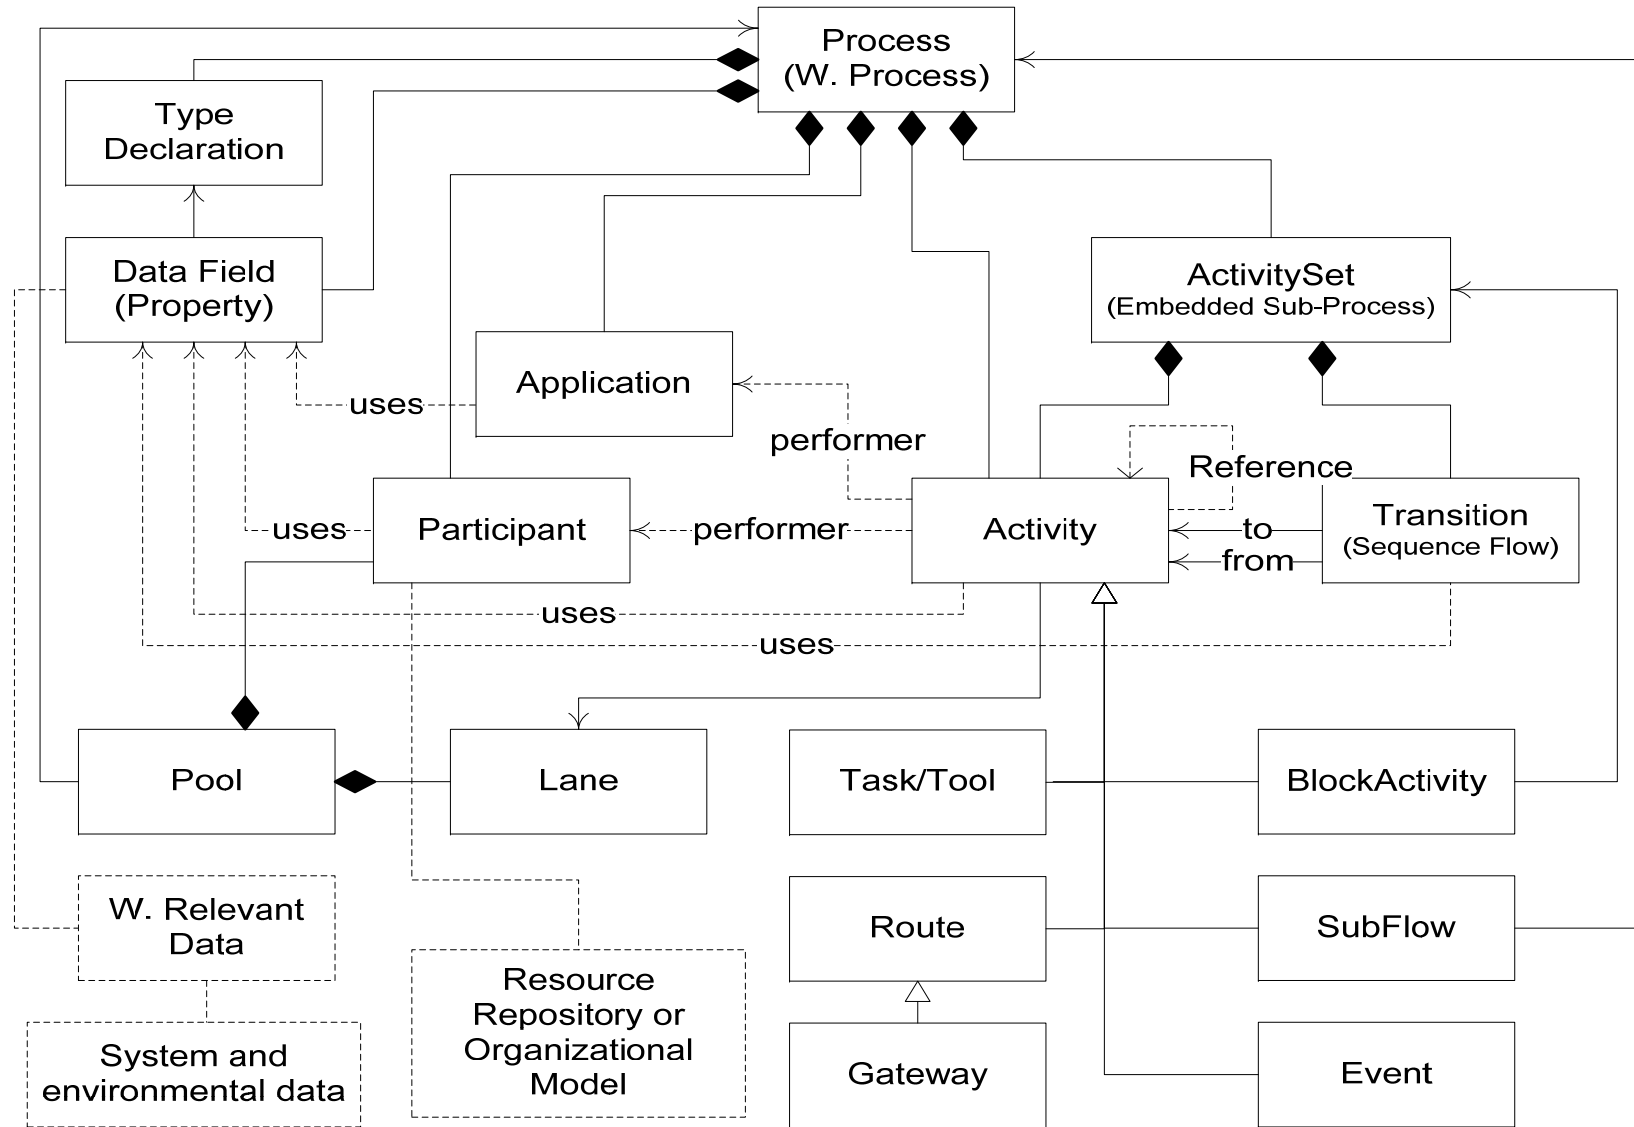 Process
(W. Process)
Type
Declaration
Data Field
(Property)
ActivitySet
(Embedded Sub-Process)
Application
uses
performer
Reference
Participant
uses
performer
Activity
to
from
Transition
(Sequence Flow)
uses
uses
Pool
Lane
Task/Tool
BlockActivity
W. Relevant
Data
Route
SubFlow
Resource
Repository or
Organizational
Model
System and
environmental data
Gateway
Event